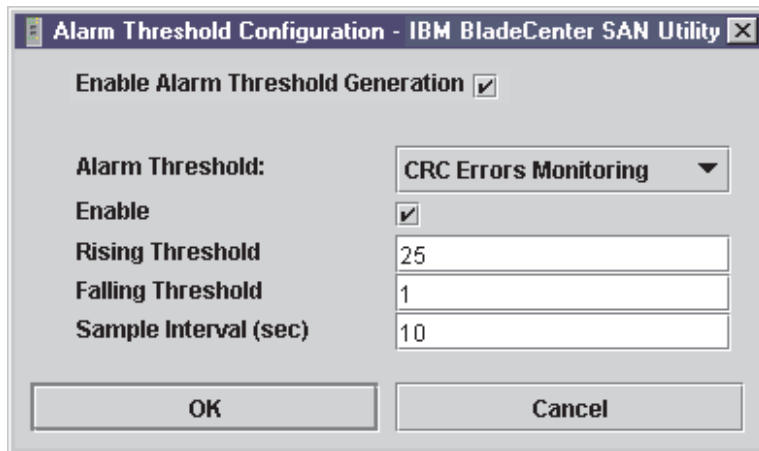 Alarm Threshold Configuration - IBM BladeCenter SAN Utility
Enable Alarm Threshold Generation
Alarm Threshold: CRC Errors Monitoring
Enable
Rising Threshold 25
Falling Threshold 1
Sample Interval (sec) 10
OK Cancel